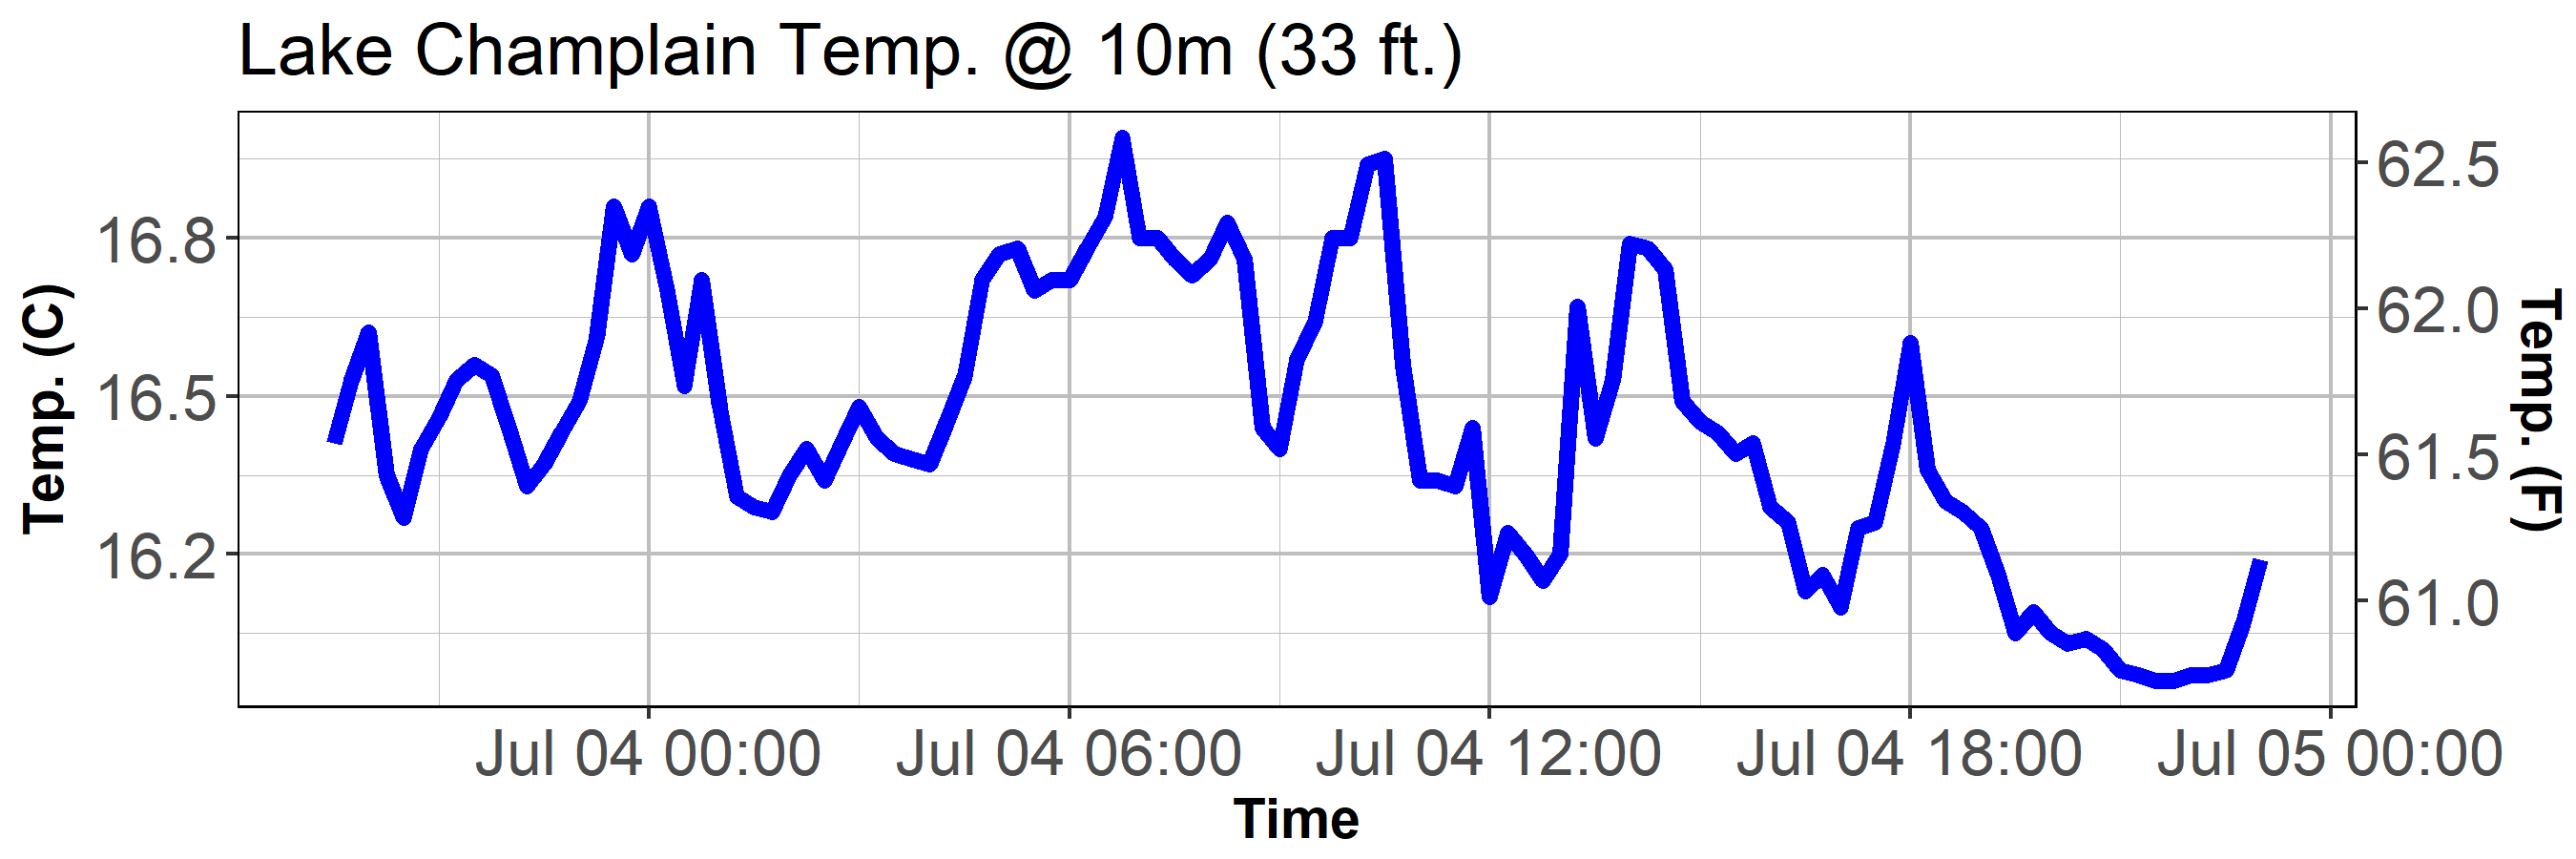 Lake Champlain Temp. @ 10m (33 ft.)
Temp. (C)
16.8
16.5
16.2
62.5
62.0
61.5
61.0
Temp. (F)
Jul 04 00:00 Jul 04 06:00 Jul 04 12:00 Jul 04 18:00 Jul 05 00:00
Time